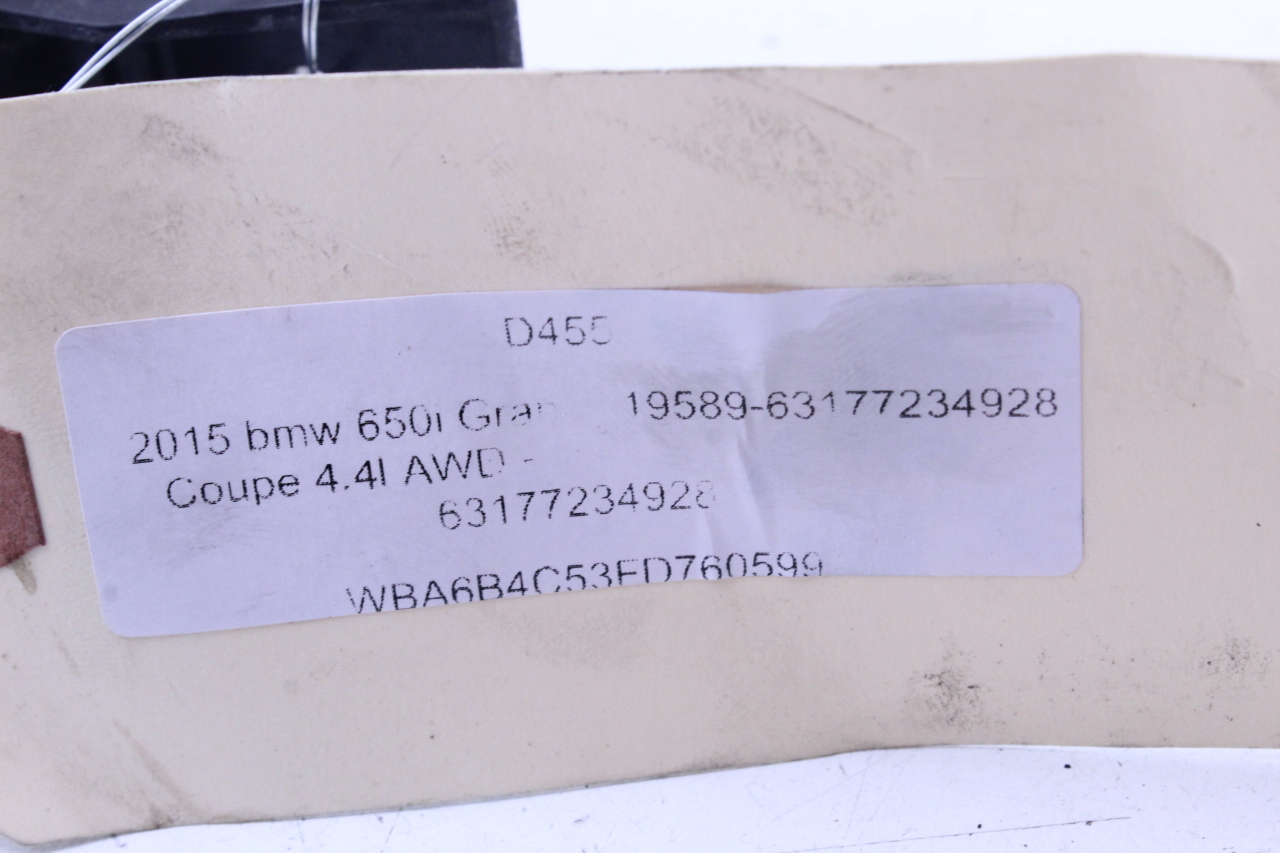 D455
2015 bmw 650i Gran
Coupe 4.4l AWD -
63177234928
19589-63177234928
WBA6B4C53FD760599